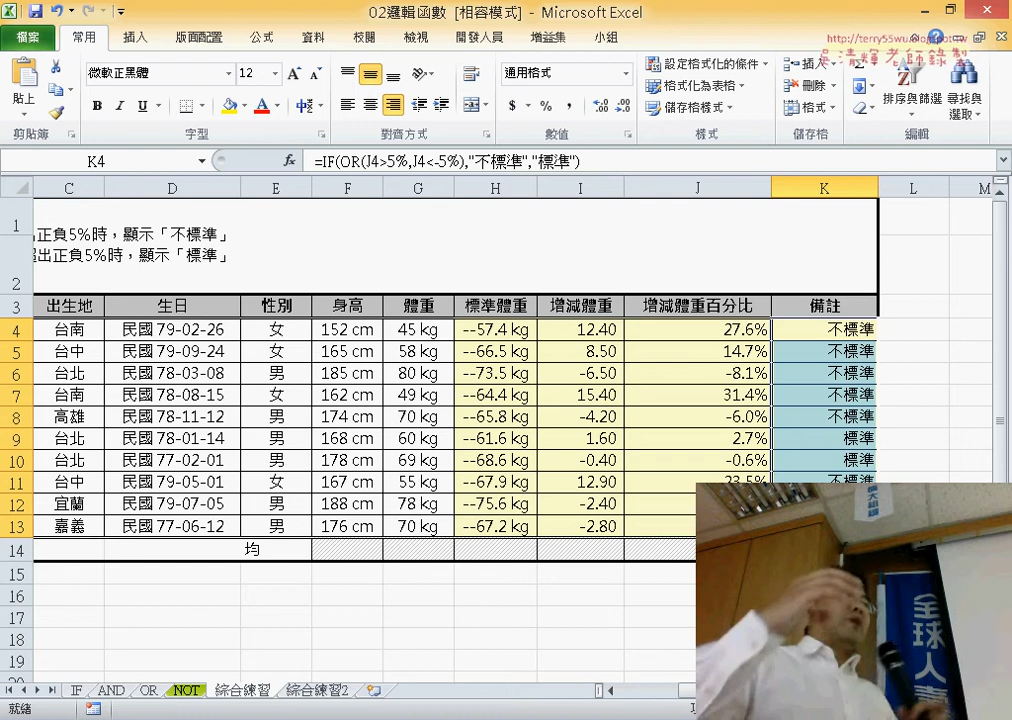 02邏輯函數 [相容模式] - Microsoft Excel
http://terry55wu.blogspot.tw
吳清輝老師錄製
檔案 常用 插入 版面配置 公式 資料 校閱 檢視 開發人員 增益集 小組
微軟正黑體 12 通用格式 設定格式化的條件 插入
貼上 格式化為表格 刪除 排序與篩選 尋找與選取
儲存格樣式 格式
剪貼簿 字型 對齊方式 數值 樣式 儲存格 編輯
K4 fx =IF(OR(J4>5%,J4<-5%),"不標準","標準")
C D E F G H I J K L M
1 正負5%時，顯示「不標準」
超出正負5%時，顯示「標準」
2
3 出生地 生日 性別 身高 體重 標準體重 增減體重 增減體重百分比 備註
4 台南 民國 79-02-26 女 152 cm 45 kg --57.4 kg 12.40 27.6% 不標準
5 台中 民國 79-09-24 女 165 cm 58 kg --66.5 kg 8.50 14.7% 不標準
6 台北 民國 78-03-08 男 185 cm 80 kg --73.5 kg -6.50 -8.1% 不標準
7 台南 民國 78-08-15 女 162 cm 49 kg --64.4 kg 15.40 31.4% 不標準
8 高雄 民國 78-11-12 男 174 cm 70 kg --65.8 kg -4.20 -6.0% 不標準
9 台北 民國 78-01-14 男 168 cm 60 kg --61.6 kg 1.60 2.7% 標準
10 台北 民國 77-02-01 男 178 cm 69 kg --68.6 kg -0.40 -0.6% 標準
11 台中 民國 79-05-01 女 167 cm 55 kg --67.9 kg 12.90 23.5% 不標準
12 宜蘭 民國 79-07-05 男 188 cm 78 kg --75.6 kg -2.40
13 嘉義 民國 77-06-12 男 176 cm 70 kg --67.2 kg -2.80
14 均
15
16
17
18
19
IF AND OR NOT 綜合練習 綜合練習2
就緒
全球人